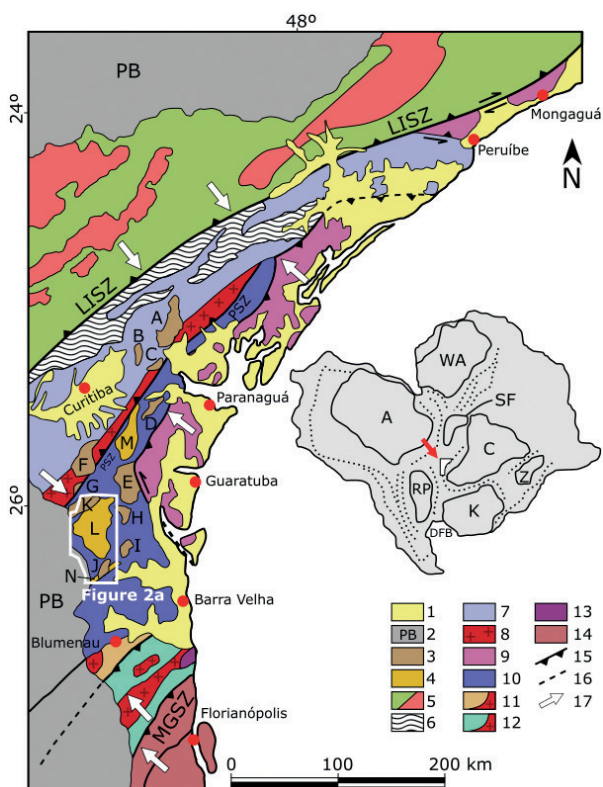 48º
PB
24º
LISZ
Mongaguá
Peruíbe
N
LISZ
PSZ
A
B
C
Curitiba
Paranaguá
D
M
PSZ
F
E
G
Guaratuba
26º
K
H
L
I
J
N
Figure 2a
PB
Barra Velha
Blumenau
MGSZ
Florianópolis
WA
SF
A
C
Z
RP
K
DFB
1
2
3
4
5
6
7
8
9
10
11
12
13
14
15
16
17
PB
0 100 200 km